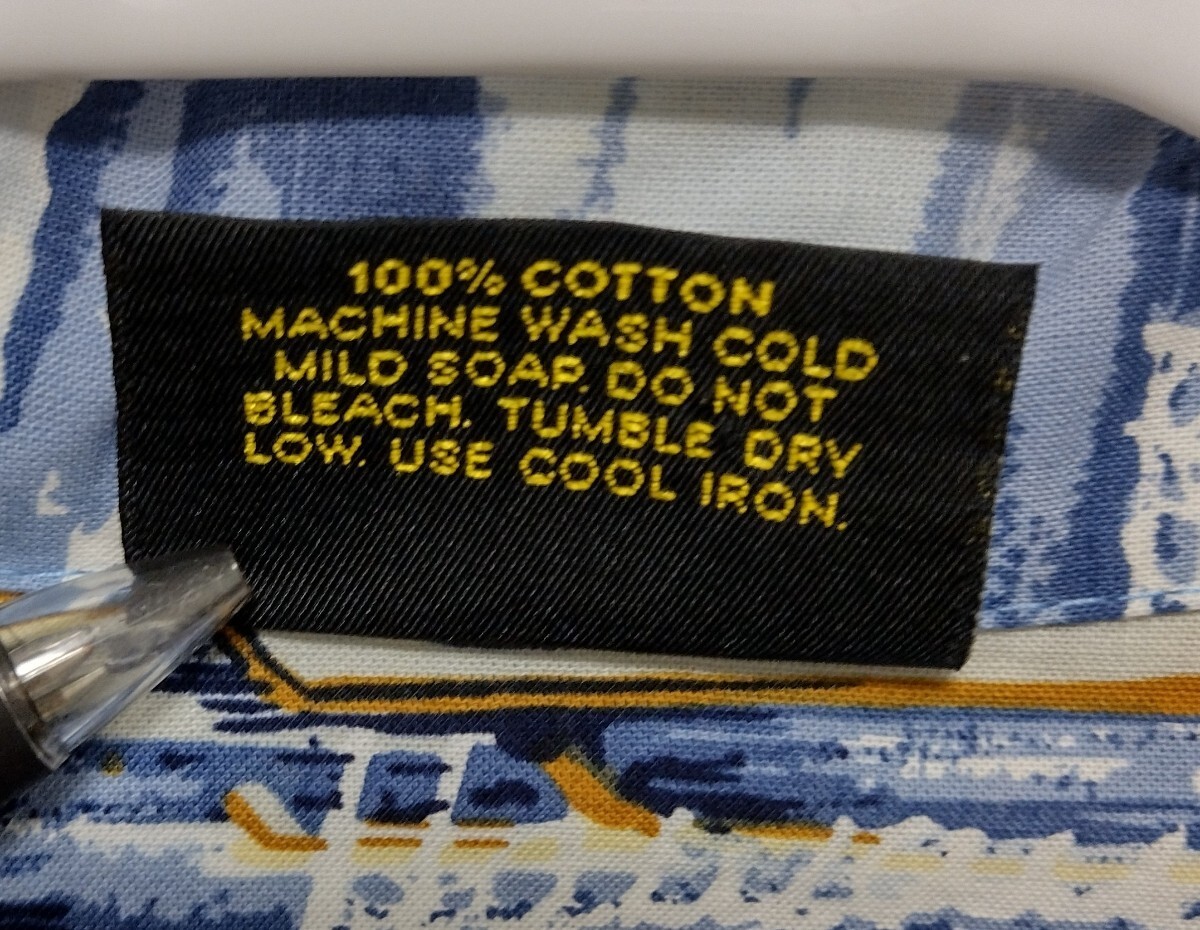 100% COTTON
MACHINE WASH COLD
MILD SOAP. DO NOT
BLEACH. TUMBLE DRY
LOW. USE COOL IRON.